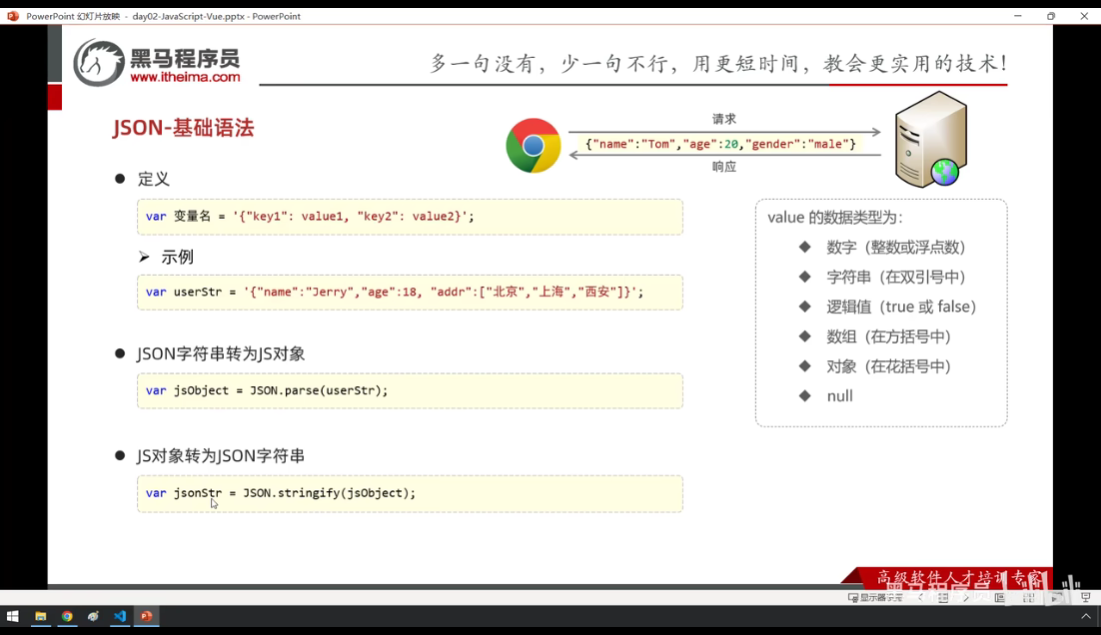 PowerPoint 幻灯片放映 - day02-JavaScript-Vue.pptx - PowerPoint
黑马程序员
www.itheima.com
多一句没有，少一句不行，用更短时间，教会更实用的技术！
JSON-基础语法
请求
{"name":"Tom","age":20,"gender":"male"}
响应
定义
var 变量名 = '{"key1": value1, "key2": value2}';
示例
var userStr = '{"name":"Jerry","age":18, "addr":["北京","上海","西安"]}';
JSON字符串转为JS对象
var jsObject = JSON.parse(userStr);
JS对象转为JSON字符串
var jsonStr = JSON.stringify(jsObject);
value 的数据类型为：
数字（整数或浮点数）
字符串（在双引号中）
逻辑值（true 或 false）
数组（在方括号中）
对象（在花括号中）
null
高级软件人才培训专家
黑马程序员